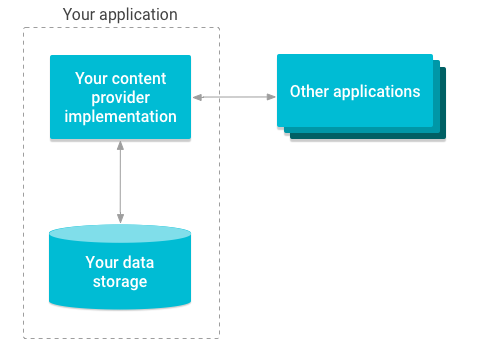 Your application
Your content
provider
implementation
Other applications
Your data
storage